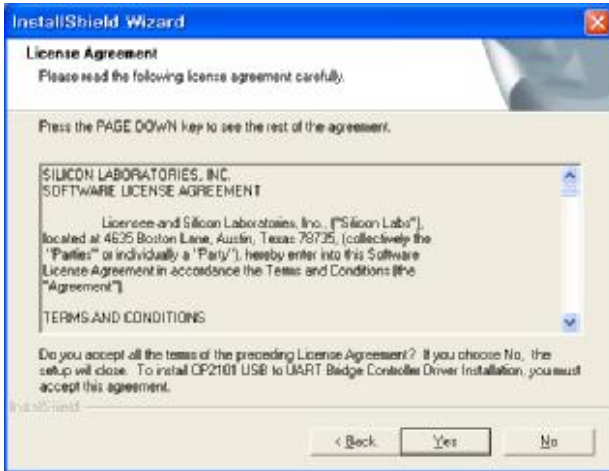 InstallShield Wizard
License Agreement
Please read the following license agreement carefully.
Press the PAGE DOWN key to see the rest of the agreement.
SILICON LABORATORIES, INC.
SOFTWARE LICENSE AGREEMENT
Licensee and Silicon Laboratories, Inc., ("Silicon Labs"),
located at 4635 Boston Lane, Austin, Texas 78735, (collectively the
"Parties" or individually a "Party"), hereby enter into this Software
License Agreement in accordance the Terms and Conditions (the
"Agreement")
TERMS AND CONDITIONS
Do you accept all the terms of the preceding License Agreement? If you choose No, the
setup will close. To install CP2101 USB to UART Bridge Controller Driver Installation, you must
accept this agreement.
InstallShield
< Back
Yes
No